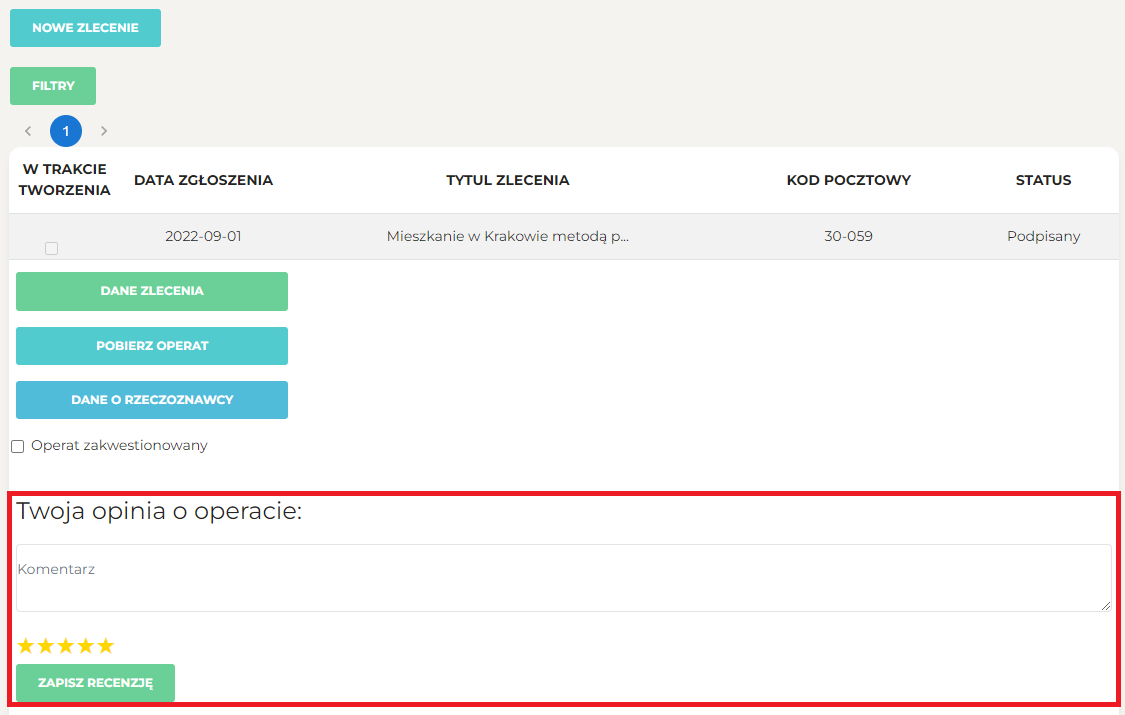 NOWE ZLECENIE
FILTRY
1
W TRAKCIE
TWORZENIA
DATA ZGŁOSZENIA
TYTUŁ ZLECENIA
KOD POCZTOWY
STATUS
2022-09-01
Mieszkanie w Krakowie metodą p...
30-059
Podpisany
DANE ZLECENIA
POBIERZ OPERAT
DANE O RZECZOZNAWCY
Operat zakwestionowany
Twoja opinia o operacie:
Komentarz
ZAPISZ RECENZJĘ